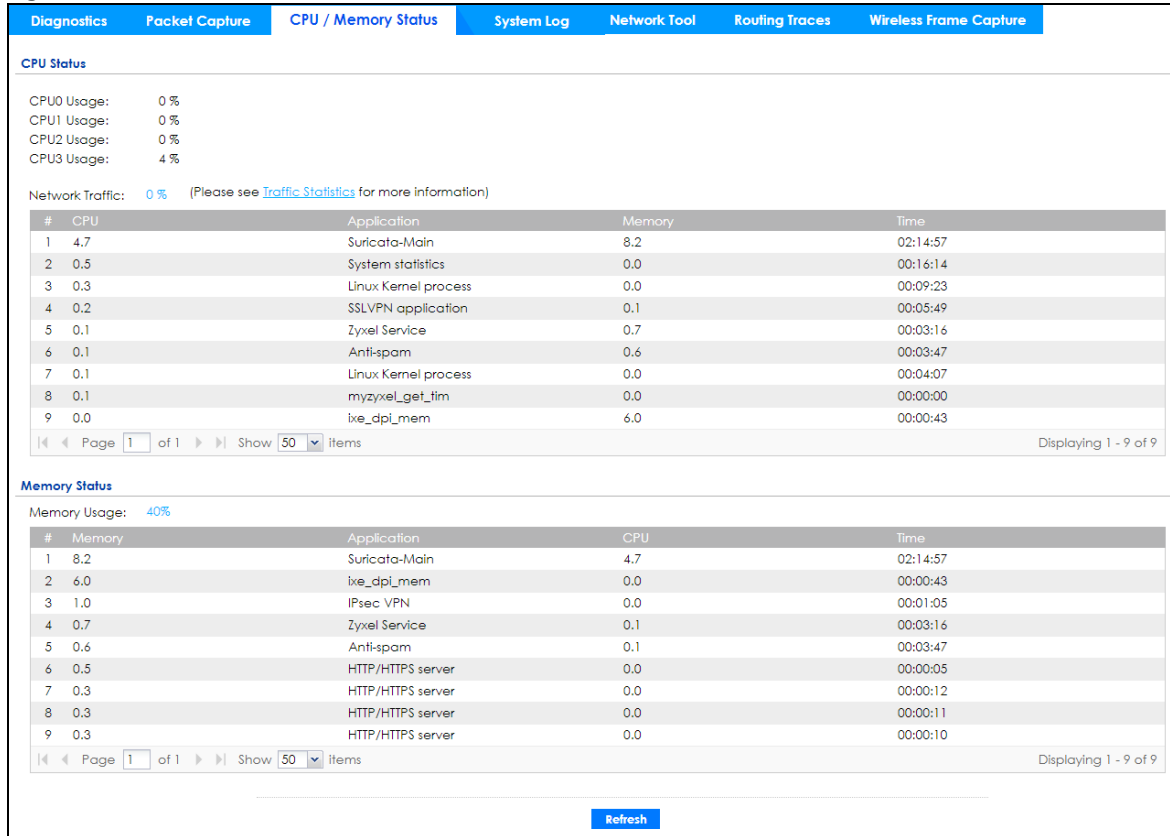 Diagnostics Packet Capture CPU / Memory Status System Log Network Tool Routing Traces Wireless Frame Capture
CPU Status
CPU0 Usage: 0 %
CPU1 Usage: 0 %
CPU2 Usage: 0 %
CPU3 Usage: 4 %
Network Traffic: 0 % (Please see Traffic Statistics for more information)
# CPU Application Memory Time
1 4.7 Suricata-Main 8.2 02:14:57
2 0.5 System statistics 0.0 00:16:14
3 0.3 Linux Kernel process 0.0 00:09:23
4 0.2 SSLVPN application 0.1 00:05:49
5 0.1 Zyxel Service 0.7 00:03:16
6 0.1 Anti-spam 0.6 00:03:47
7 0.1 Linux Kernel process 0.0 00:04:07
8 0.1 myzyxel_get_tim 0.0 00:00:00
9 0.0 ixe_dpi_mem 6.0 00:00:43
Page 1 of 1 Show 50 items Displaying 1 - 9 of 9
Memory Status
Memory Usage: 40%
# Memory Application CPU Time
1 8.2 Suricata-Main 4.7 02:14:57
2 6.0 ixe_dpi_mem 0.0 00:00:43
3 1.0 IPsec VPN 0.0 00:01:05
4 0.7 Zyxel Service 0.1 00:03:16
5 0.6 Anti-spam 0.1 00:03:47
6 0.5 HTTP/HTTPS server 0.0 00:00:05
7 0.3 HTTP/HTTPS server 0.0 00:00:12
8 0.3 HTTP/HTTPS server 0.0 00:00:11
9 0.3 HTTP/HTTPS server 0.0 00:00:10
Page 1 of 1 Show 50 items Displaying 1 - 9 of 9
Refresh